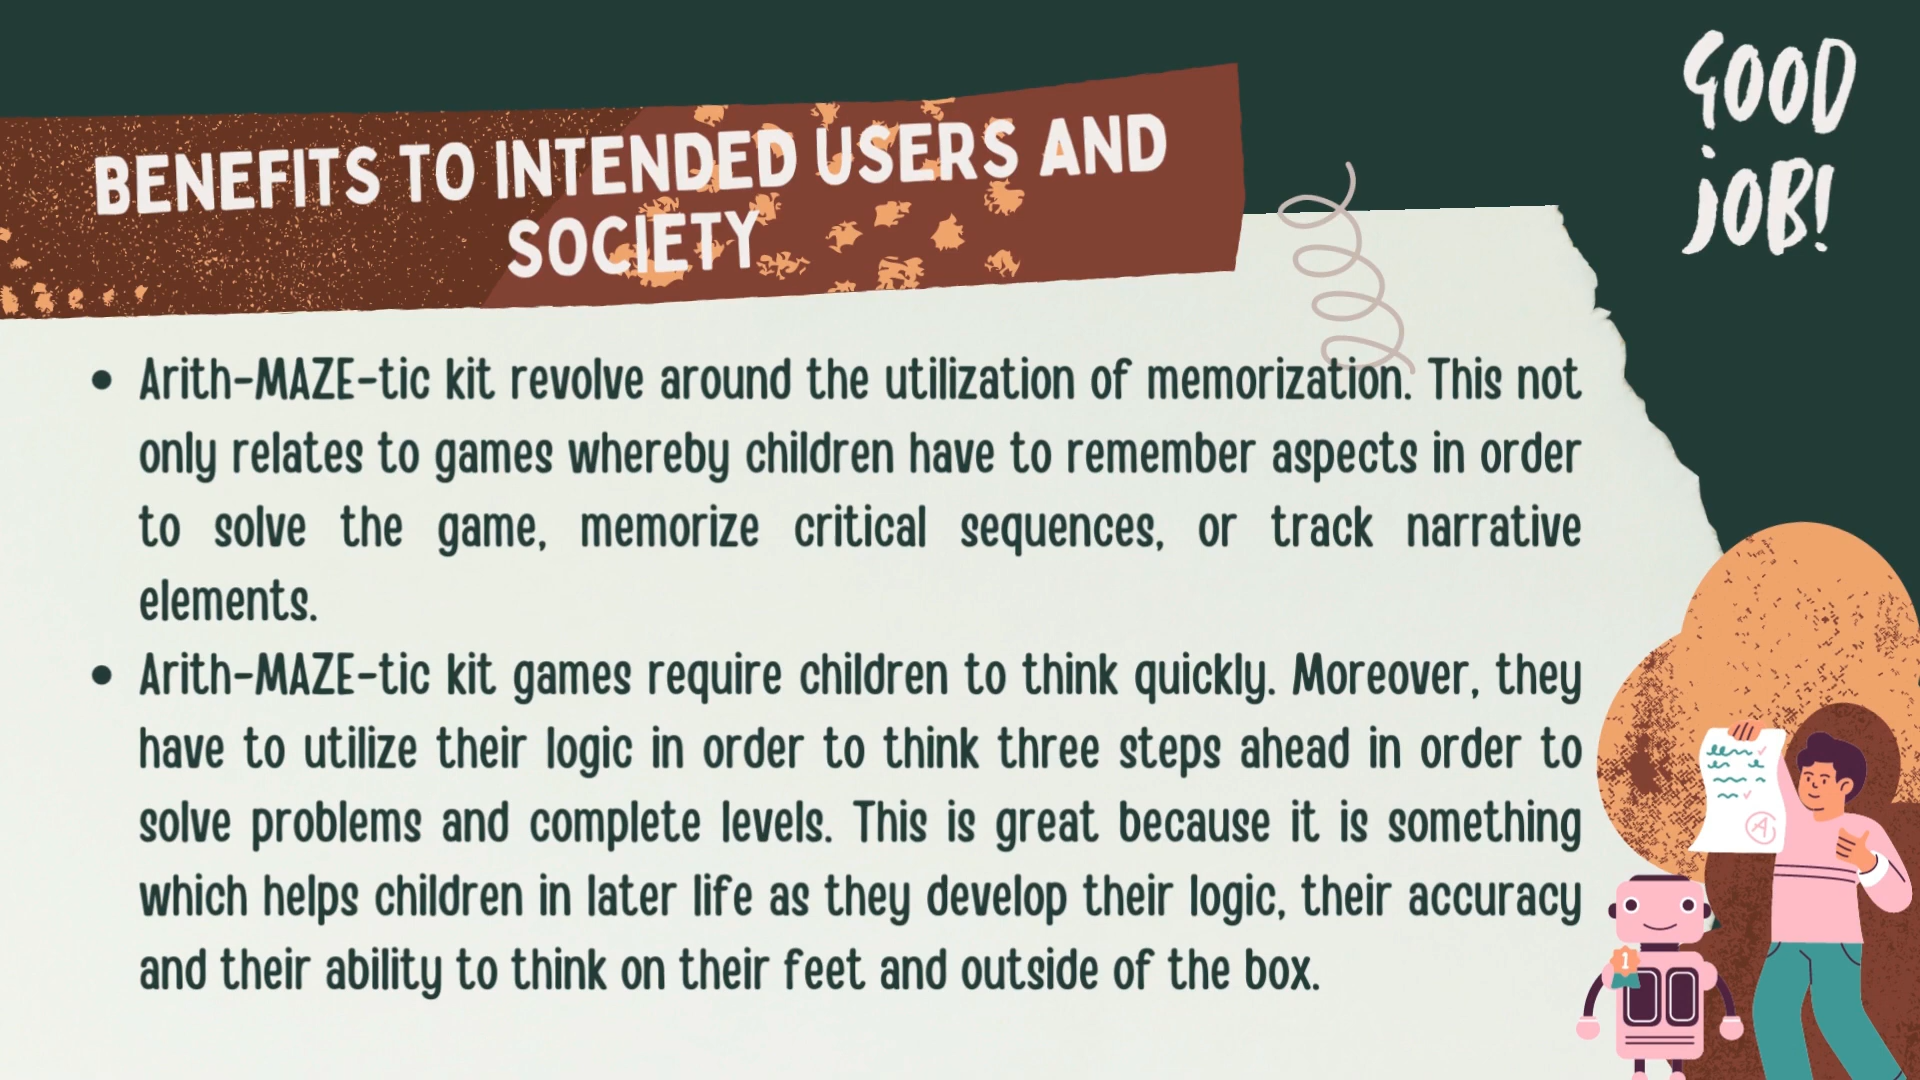 GOOD
JOB!
BENEFITS TO INTENDED USERS AND
SOCIETY
• Arith-MAZE-tic kit revolve around the utilization of memorization. This not
only relates to games whereby children have to remember aspects in order
to solve the game, memorize critical sequences, or track narrative
elements.
• Arith-MAZE-tic kit games require children to think quickly. Moreover, they
have to utilize their logic in order to think three steps ahead in order to
solve problems and complete levels. This is great because it is something
which helps children in later life as they develop their logic, their accuracy
and their ability to think on their feet and outside of the box.
A
1